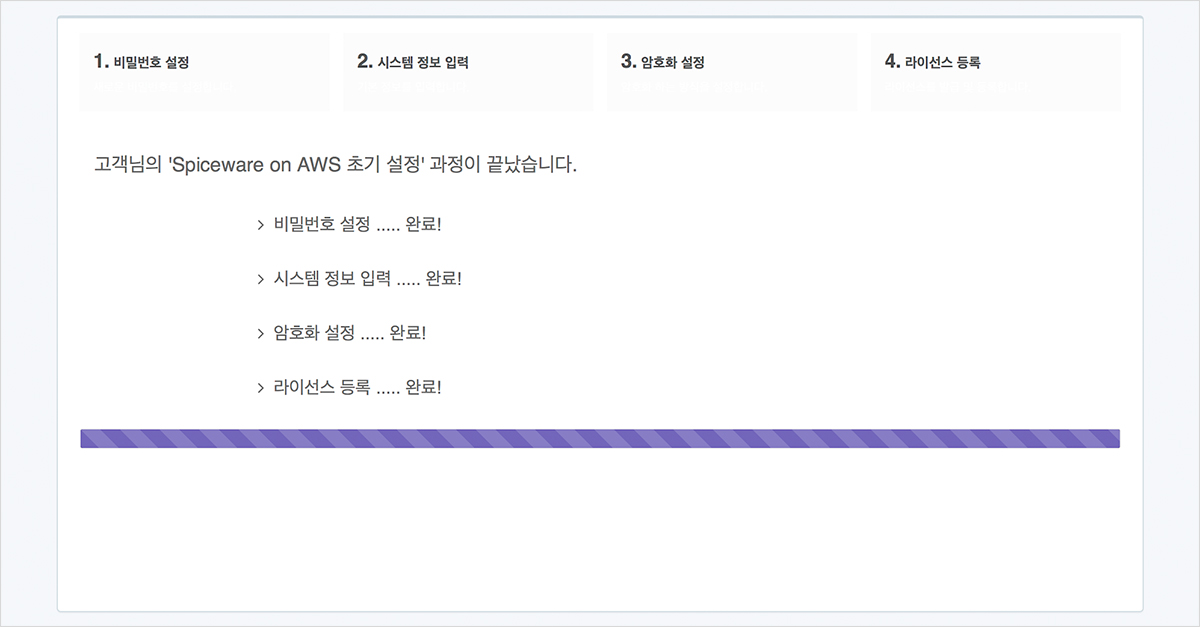 1. 비밀번호 설정
2. 시스템 정보 입력
3. 암호화 설정
4. 라이선스 등록
고객님의 'Spiceware on AWS 초기 설정' 과정이 끝났습니다.
> 비밀번호 설정 ..... 완료!
> 시스템 정보 입력 ..... 완료!
> 암호화 설정 ..... 완료!
> 라이선스 등록 ..... 완료!